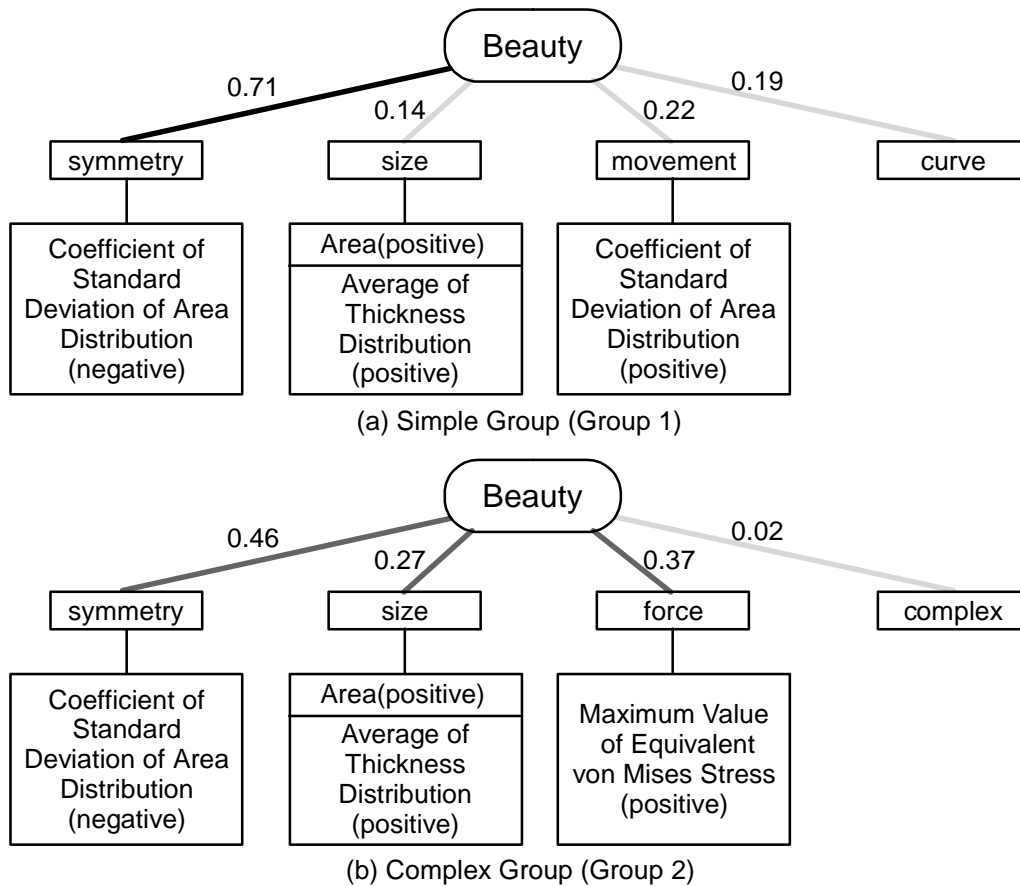 Beauty
0.71
0.14
0.22
0.19
symmetry
size
movement
curve
Coefficient of
Standard
Deviation of Area
Distribution
(negative)
Area(positive)
Average of
Thickness
Distribution
(positive)
Coefficient of
Standard
Deviation of Area
Distribution
(positive)
(a) Simple Group (Group 1)
Beauty
0.46
0.27
0.37
0.02
symmetry
size
force
complex
Coefficient of
Standard
Deviation of Area
Distribution
(negative)
Area(positive)
Average of
Thickness
Distribution
(positive)
Maximum Value
of Equivalent
von Mises Stress
(positive)
(b) Complex Group (Group 2)